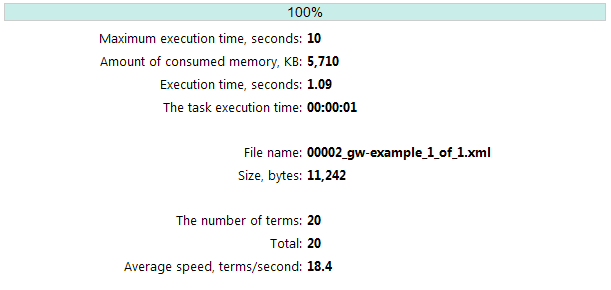 100%
Maximum execution time, seconds: 10
Amount of consumed memory, KB: 5,710
Execution time, seconds: 1.09
The task execution time: 00:00:01
File name: 00002_gw-example_1_of_1.xml
Size, bytes: 11,242
The number of terms: 20
Total: 20
Average speed, terms/second: 18.4